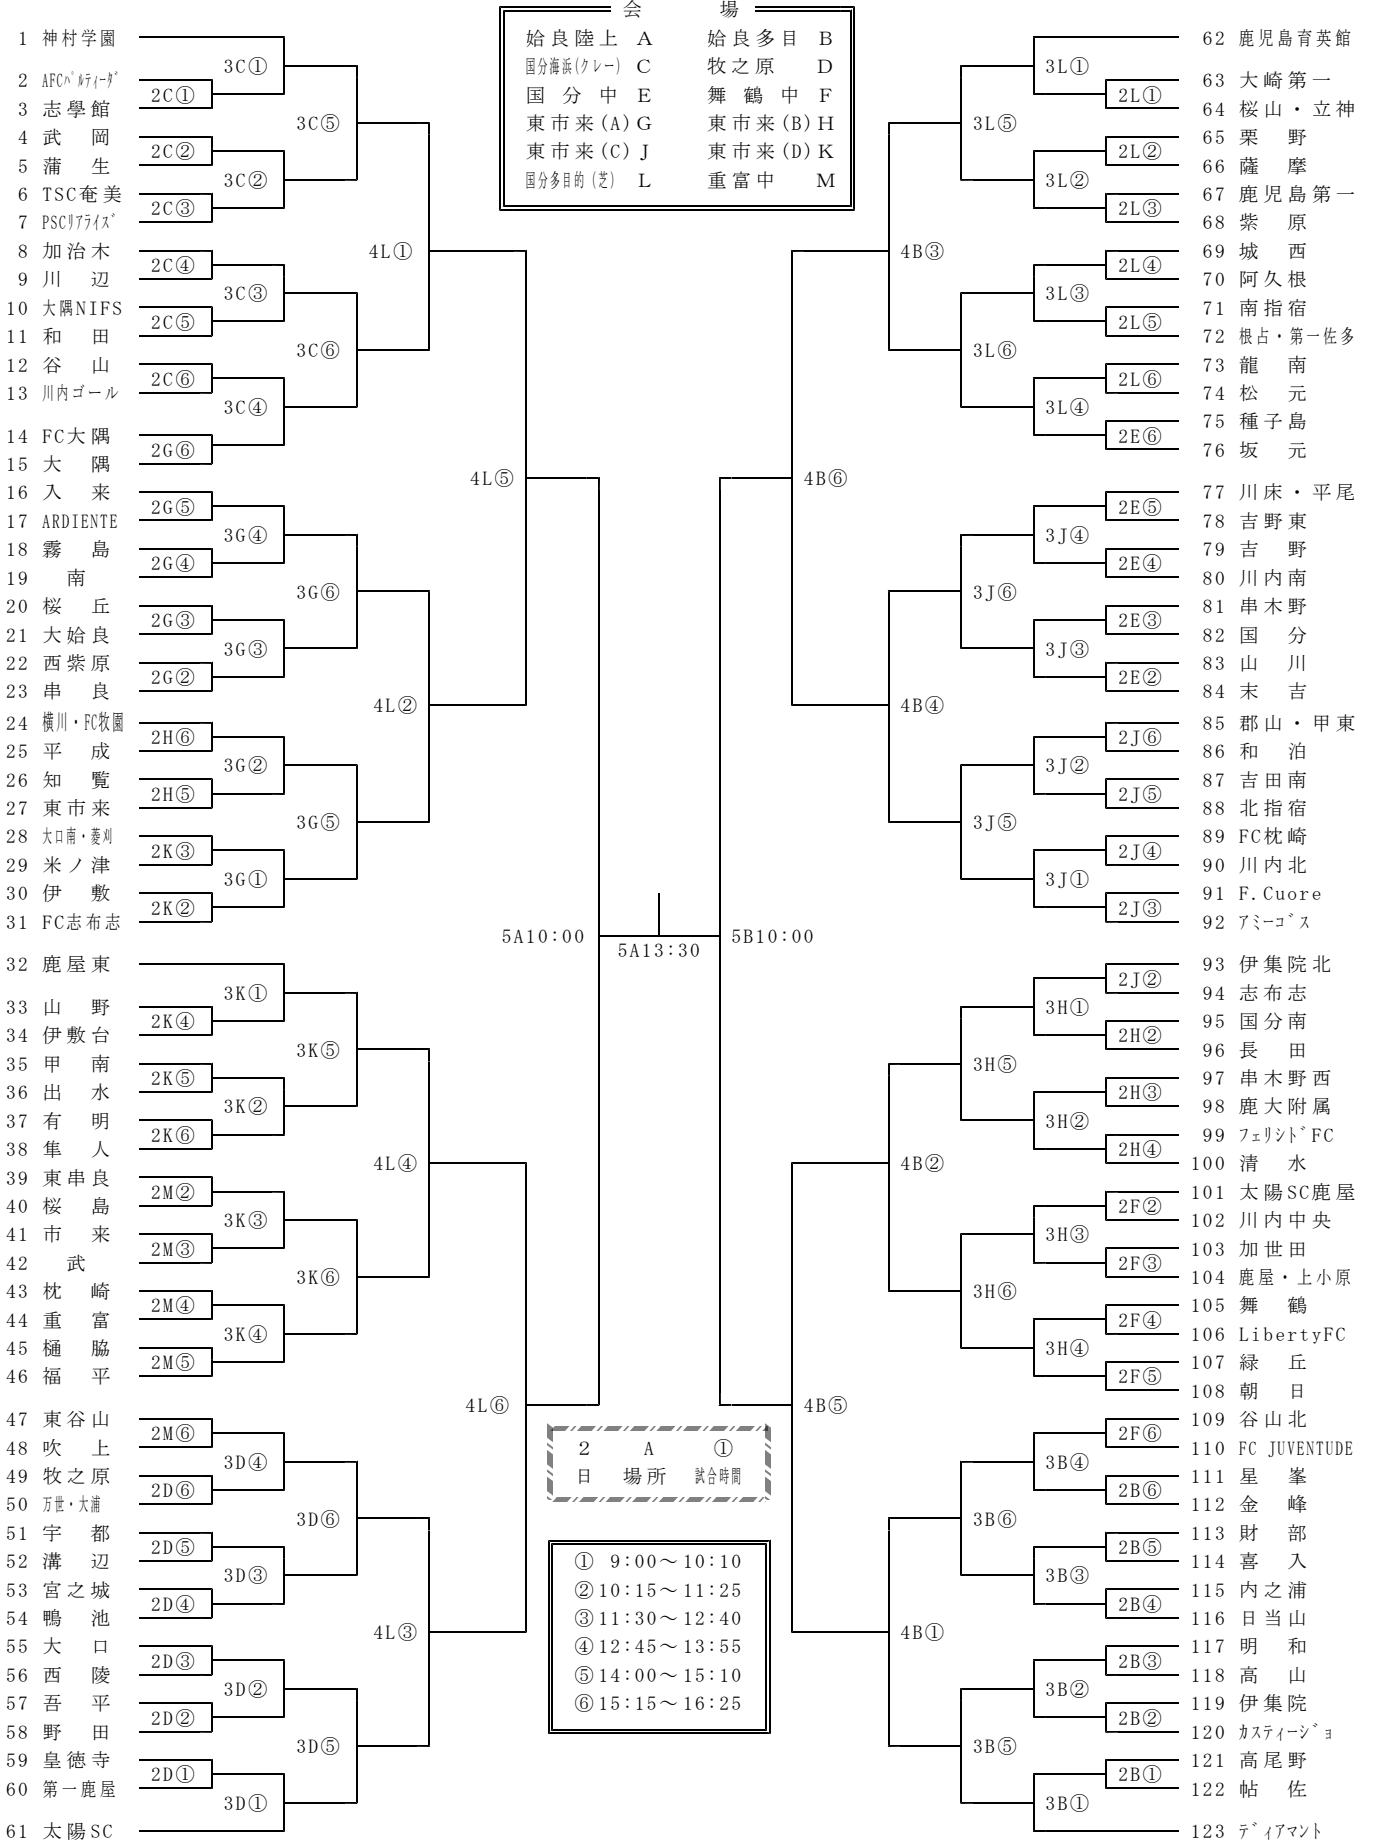 会　場
始良陸上 A　始良多目 B
国分海浜(クレー) C　牧之原 D
国分中 E　舞鶴中 F
東市来(A) G　東市来(B) H
東市来(C) J　東市来(D) K
国分多目的(芝) L　重富中 M
1 神村学園
2 AFCパルティーダ
3 志學館
4 武岡
5 蒲生
6 TSC奄美
7 PSCリアライズ
8 加治木
9 川辺
10 大隅NIFS
11 和田
12 谷山
13 川内ゴール
14 FC大隅
15 大隅
16 入来
17 ARDIENTE
18 霧島
19 南
20 桜丘
21 大始良
22 西紫原
23 串良
24 横川・FC牧園
25 平成
26 知覧
27 東市来
28 大口南・菱刈
29 米ノ津
30 伊敷
31 FC志布志
32 鹿屋東
33 山野
34 伊敷台
35 甲南
36 出水
37 有明
38 隼人
39 東串良
40 桜島
41 市来
42 武
43 枕崎
44 重富
45 樋脇
46 福平
47 東谷山
48 吹上
49 牧之原
50 万世・大浦
51 宇都
52 溝辺
53 宮之城
54 鴨池
55 大口
56 西陵
57 吾平
58 野田
59 皇徳寺
60 第一鹿屋
61 太陽SC
2C①
2C②
2C③
2C④
2C⑤
2C⑥
2G⑥
2G⑤
2G④
2G③
2G②
2H⑥
2H⑤
2K③
2K②
2K④
2K⑤
2K⑥
2M②
2M③
2M④
2M⑤
2M⑥
2D⑥
2D⑤
2D④
2D③
2D②
2D①
3C①
3C②
3C③
3C④
3G④
3G③
3G②
3G①
3K①
3K②
3K③
3K④
3D④
3D③
3D②
3D①
3C⑤
3C⑥
3G⑥
3G⑤
3K⑤
3K⑥
3D⑥
3D⑤
4L①
4L②
4L④
4L③
4L⑤
4L⑥
5A10:00
5A13:30
5B10:00
4B⑥
4B⑤
4B③
4B④
4B②
4B①
3L⑤
3L⑥
3J⑥
3J⑤
3H⑤
3H⑥
3B⑥
3B⑤
3L①
3L②
3L③
3L④
3J④
3J③
3J②
3J①
3H①
3H②
3H③
3H④
3B④
3B③
3B②
3B①
2L①
2L②
2L③
2L④
2L⑤
2L⑥
2E⑥
2E⑤
2E④
2E③
2E②
2J⑥
2J⑤
2J④
2J③
2J②
2H②
2H③
2H④
2F②
2F③
2F④
2F⑤
2F⑥
2B⑥
2B⑤
2B④
2B③
2B②
2B①
62 鹿児島育英館
63 大崎第一
64 桜山・立神
65 栗野
66 薩摩
67 鹿児島第一
68 紫原
69 城西
70 阿久根
71 南指宿
72 根占・第一佐多
73 龍南
74 松元
75 種子島
76 坂元
77 川床・平尾
78 吉野東
79 吉野
80 川内南
81 串木野
82 国分
83 山川
84 末吉
85 郡山・甲東
86 和泊
87 吉田南
88 北指宿
89 FC枕崎
90 川内北
91 F.Cuore
92 アミーゴス
93 伊集院北
94 志布志
95 国分南
96 長田
97 串木野西
98 鹿大附属
99 フェリシドFC
100 清水
101 太陽SC鹿屋
102 川内中央
103 加世田
104 鹿屋・上小原
105 舞鶴
106 LibertyFC
107 緑丘
108 朝日
109 谷山北
110 FC JUVENTUDE
111 星峯
112 金峰
113 財部
114 喜入
115 内之浦
116 日当山
117 明和
118 高山
119 伊集院
120 カスティージョ
121 高尾野
122 帖佐
123 ディアマント
2　A　①
日　場所　試合時間
① 9:00～10:10
②10:15～11:25
③11:30～12:40
④12:45～13:55
⑤14:00～15:10
⑥15:15～16:25